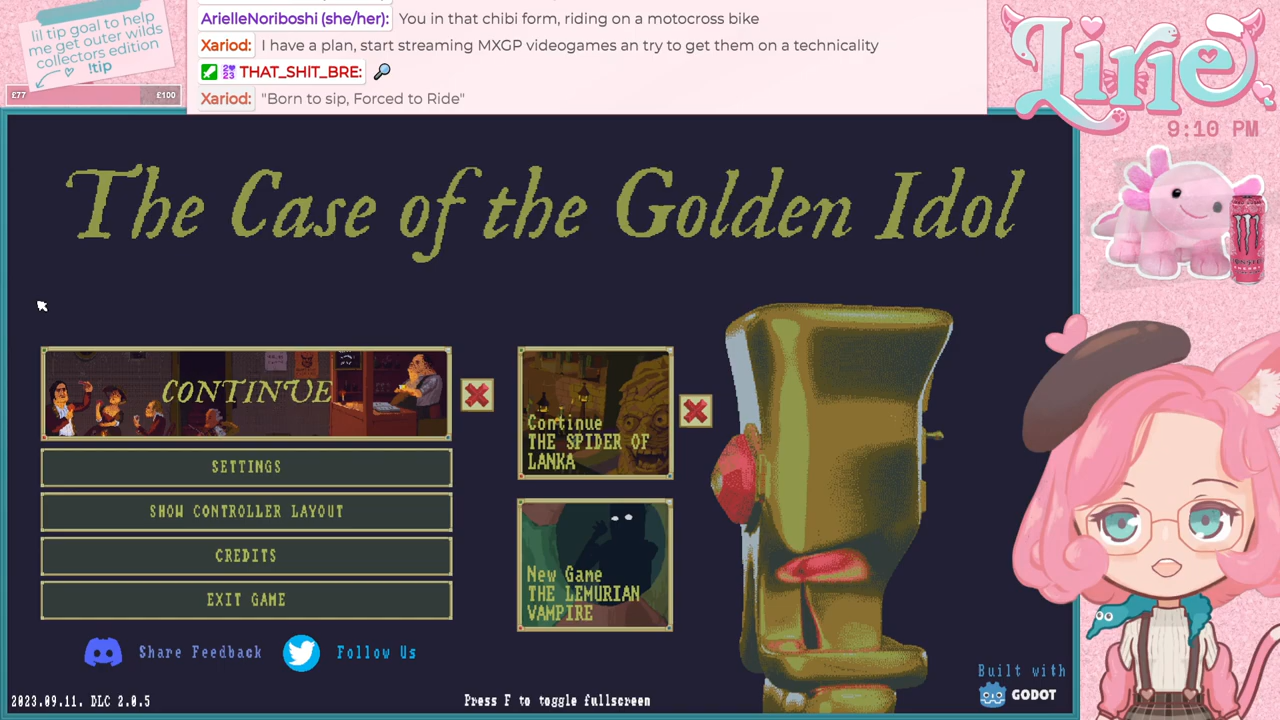 lil tip goal to help
me get outer wilds
collectors edition
!tip
£77
£100
ArielleNoriboshi (she/her): You in that chibi form, riding on a motocross bike
Xariod: I have a plan, start streaming MXGP videogames an try to get them on a technicality
THAT_SHIT_BRE:
Xariod: "Born to sip, Forced to Ride"
Lirie
9:10 PM
The Case of the Golden Idol
CONTINUE
SETTINGS
SHOW CONTROLLER LAYOUT
CREDITS
EXIT GAME
Continue
THE SPIDER OF
LANKA
New Game
THE LEMURIAN
VAMPIRE
Share Feedback
Follow Us
Built with
GODOT
2023.09.11. DLC 2.0.5
Press F to toggle fullscreen